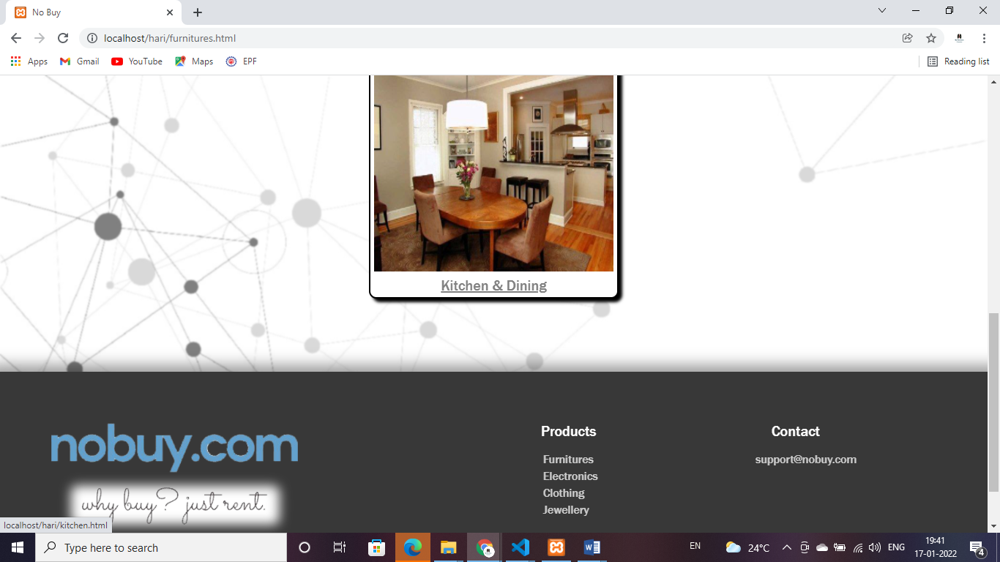 No Buy
localhost/hari/furnitures.html
Apps Gmail YouTube Maps EPF Reading list
Kitchen & Dining
nobuy.com
why buy? just rent.
Products
Furnitures
Electronics
Clothing
Jewellery
Contact
support@nobuy.com
localhost/hari/kitchen.html
Type here to search
EN 24°C ENG 19:41
17-01-2022 4